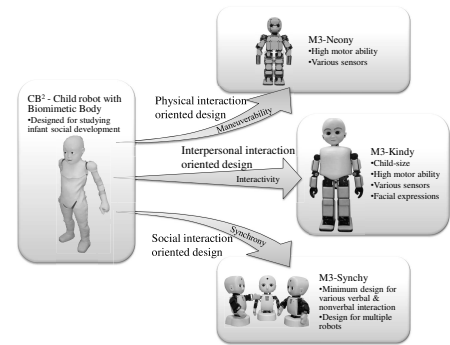 CB² - Child robot with
Biomimetic Body
•Designed for studying
infant social development
Physical interaction
oriented design
Maneuverability
M3-Neony
•High motor ability
•Various sensors
Interpersonal interaction
oriented design
Interactivity
M3-Kindy
•Child-size
•High motor ability
•Various sensors
•Facial expressions
Social interaction
oriented design
Synchrony
M3-Synchy
•Minimum design for
various verbal &
nonverbal interaction
•Design for multiple
robots